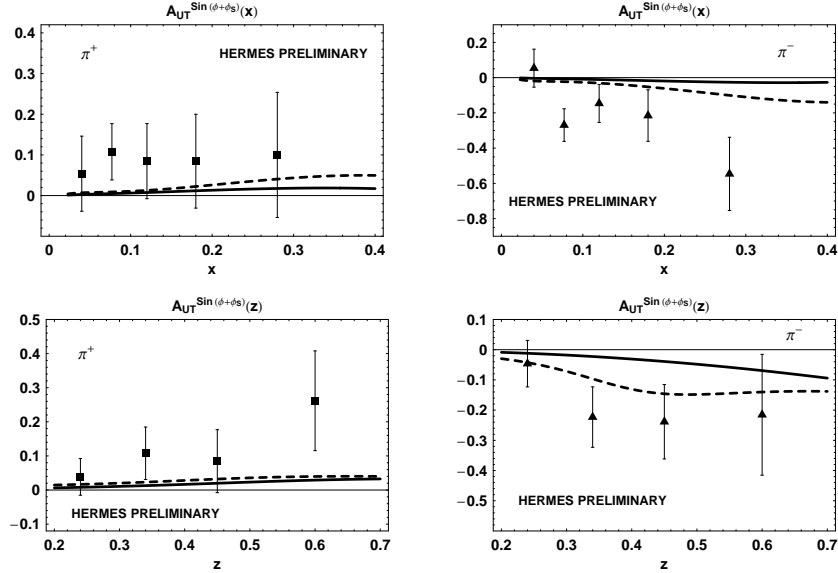 A_UT^Sin (ϕ+ϕ_S) (x)
π+
HERMES PRELIMINARY
0.4
0.3
0.2
0.1
0
0 0.1 0.2 0.3 0.4
x
A_UT^Sin (ϕ+ϕ_S) (x)
π−
HERMES PRELIMINARY
0.2
0
−0.2
−0.4
−0.6
−0.8
0 0.1 0.2 0.3 0.4
x
A_UT^Sin (ϕ+ϕ_S) (z)
π+
HERMES PRELIMINARY
0.5
0.4
0.3
0.2
0.1
0
−0.1
0.2 0.3 0.4 0.5 0.6 0.7
z
A_UT^Sin (ϕ+ϕ_S) (z)
π−
HERMES PRELIMINARY
0.1
0
−0.1
−0.2
−0.3
−0.4
−0.5
0.2 0.3 0.4 0.5 0.6 0.7
z